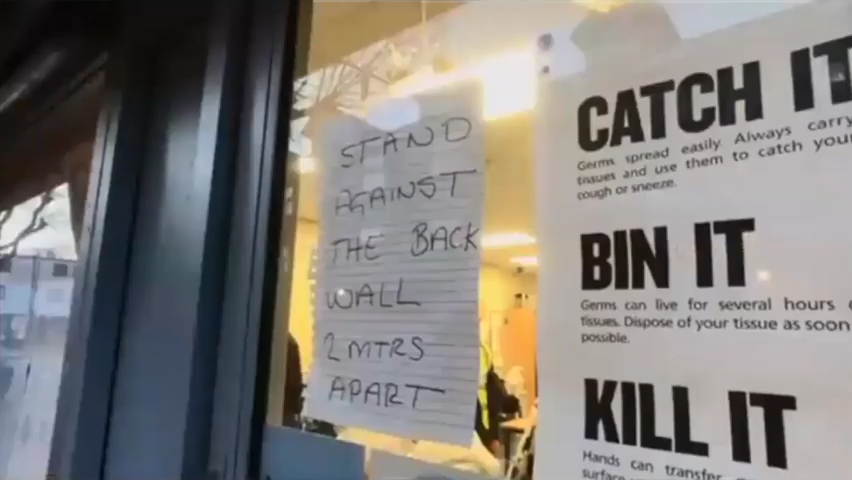 STAND
AGAINST
THE BACK
WALL
2 MTRS
APART
CATCH IT
Germs spread easily. Always carry
tissues and use them to catch your
cough or sneeze.
BIN IT
Germs can live for several hours
tissues. Dispose of your tissue as soon
possible.
KILL IT
Hands can transfer